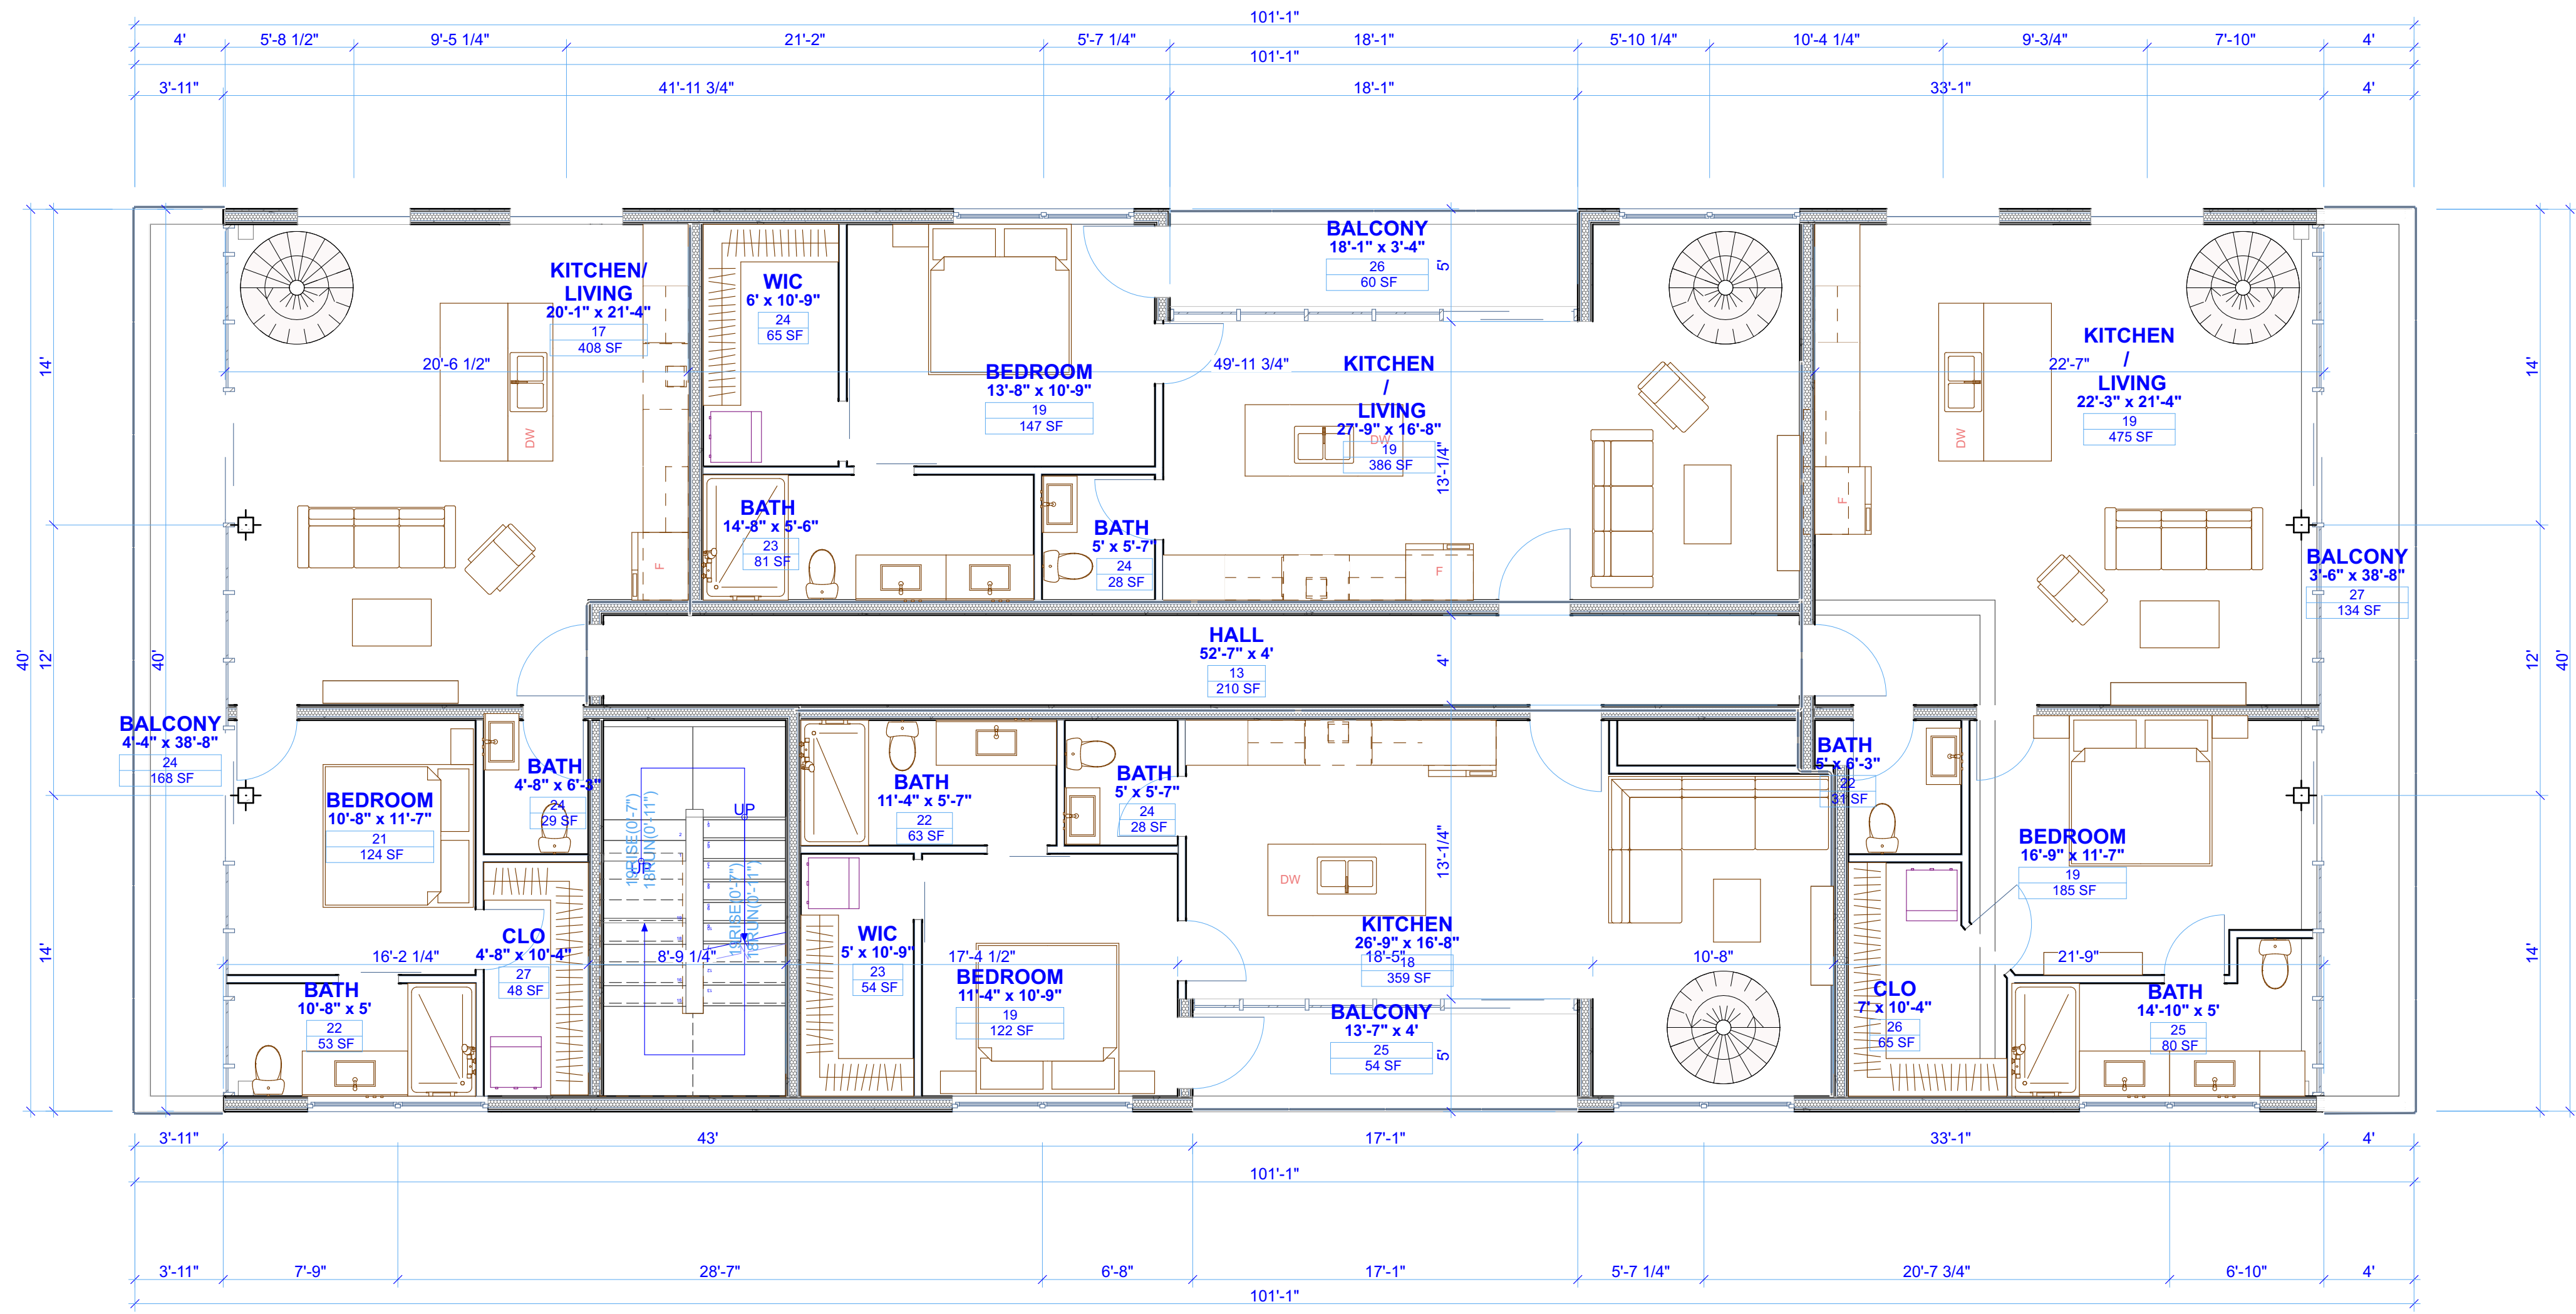 101'-1"
4' 5'-8 1/2" 9'-5 1/4" 21'-2" 5'-7 1/4" 18'-1" 5'-10 1/4" 10'-4 1/4" 9'-3/4" 7'-10" 4'
101'-1"
3'-11" 41'-11 3/4" 18'-1" 33'-1" 4'
BALCONY
18'-1" x 3'-4"
26
60 SF
5'
KITCHEN/
LIVING
20'-1" x 21'-4"
17
408 SF
WIC
6' x 10'-9"
24
65 SF
BEDROOM
13'-8" x 10'-9"
19
147 SF
KITCHEN
/
LIVING
27'-9" x 16'-8"
19
386 SF
KITCHEN
/
LIVING
22'-3" x 21'-4"
19
475 SF
14'
20'-6 1/2"
49'-11 3/4"
22'-7"
14'
DW
DW
DW
13'-1/4"
F
F
F
BATH
14'-8" x 5'-6"
23
81 SF
BATH
5' x 5'-7"
24
28 SF
BALCONY
3'-6" x 38'-8"
27
134 SF
HALL
52'-7" x 4'
13
210 SF
40'
12'
40'
4'
12'
40'
BALCONY
4'-4" x 38'-8"
24
168 SF
BEDROOM
10'-8" x 11'-7"
21
124 SF
BATH
4'-8" x 6'-3"
24
29 SF
UP
UP
19RISE(0'-7")
18RUN(0'-11")
19RISE(0'-7")
18RUN(0'-11")
BATH
11'-4" x 5'-7"
22
63 SF
BATH
5' x 5'-7"
24
28 SF
BATH
5' x 6'-3"
22
31 SF
BEDROOM
16'-9" x 11'-7"
19
185 SF
DW
13'-1/4"
KITCHEN
26'-9" x 16'-8"
18
359 SF
CLO
4'-8" x 10'-4"
27
48 SF
WIC
5' x 10'-9"
23
54 SF
BEDROOM
11'-4" x 10'-9"
19
122 SF
14'
16'-2 1/4" 8'-9 1/4" 17'-4 1/2" 18'-5" 10'-8" 21'-9"
14'
BATH
10'-8" x 5'
22
53 SF
BALCONY
13'-7" x 4'
25
54 SF
5'
CLO
7' x 10'-4"
26
65 SF
BATH
14'-10" x 5'
25
80 SF
3'-11" 43' 17'-1" 33'-1" 4'
101'-1"
3'-11" 7'-9" 28'-7" 6'-8" 17'-1" 5'-7 1/4" 20'-7 3/4" 6'-10" 4'
101'-1"